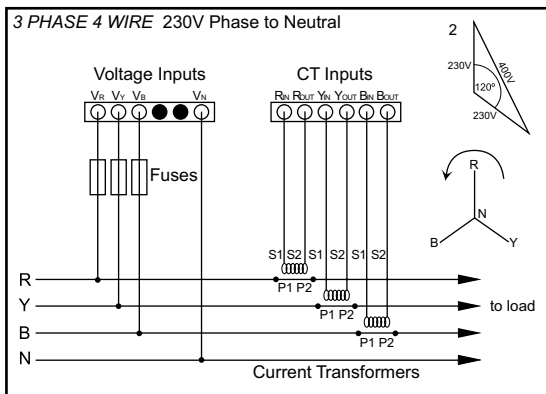 3 PHASE 4 WIRE 230V Phase to Neutral
2
Voltage Inputs CT Inputs
VR VY VB VN RIN ROUT YIN YOUT BIN BOUT
230V 400V
120°
230V
Fuses
R
N
B Y
S1 S2 S1 S2 S1 S2
R
P1 P2
Y to load
P1 P2
B
P1 P2
N
Current Transformers